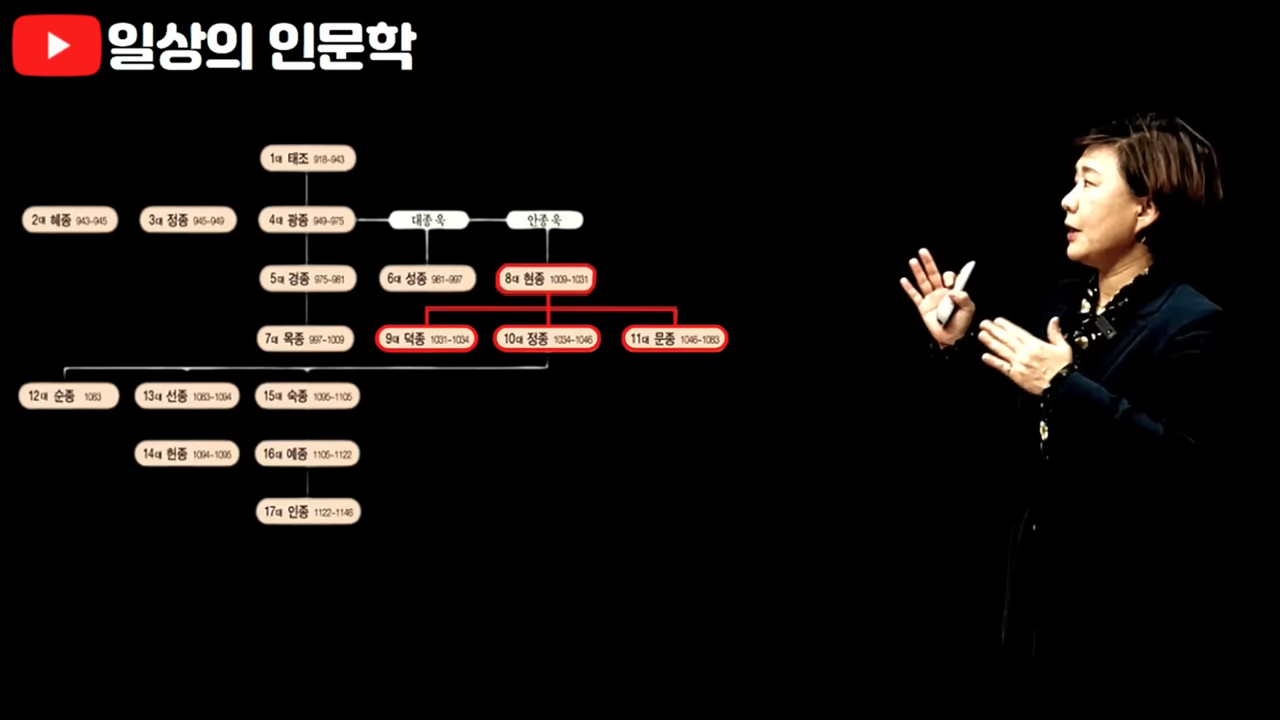 일상의 인문학
1대 태조 918-943
2대 혜종 943-945
3대 정종 945-949
4대 광종 949-975
대종 욱
안종 욱
5대 경종 975-981
6대 성종 981-997
8대 현종 1009-1031
7대 목종 997-1009
9대 덕종 1031-1034
10대 정종 1034-1046
11대 문종 1046-1083
12대 순종 1083
13대 선종 1083-1094
15대 숙종 1095-1105
14대 헌종 1094-1095
16대 예종 1105-1122
17대 인종 1122-1146